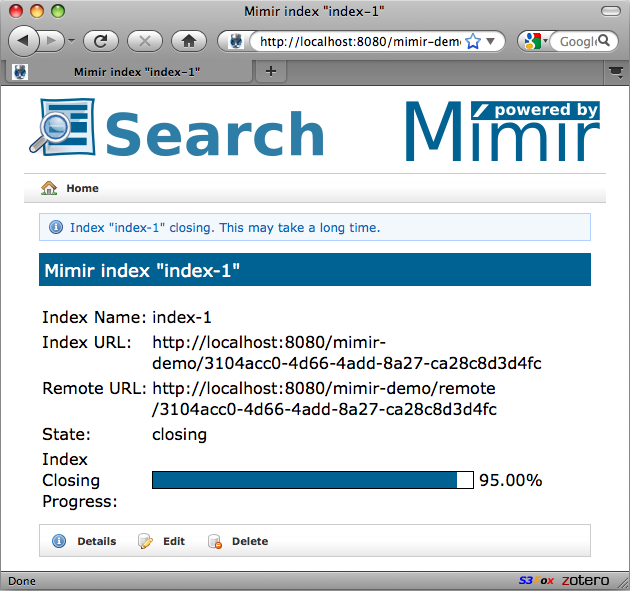 Mimir index "index-1"
http://localhost:8080/mimir-dem
Googl
Mimir index "index-1"
Search
powered by
Mimir
Home
Index "index-1" closing. This may take a long time.
Mimir index "index-1"
Index Name: index-1
Index URL: http://localhost:8080/mimir-
demo/3104acc0-4d66-4add-8a27-ca28c8d3d4fc
Remote URL: http://localhost:8080/mimir-demo/remote
/3104acc0-4d66-4add-8a27-ca28c8d3d4fc
State: closing
Index
Closing 95.00%
Progress:
Details Edit Delete
Done S3Fox zotero